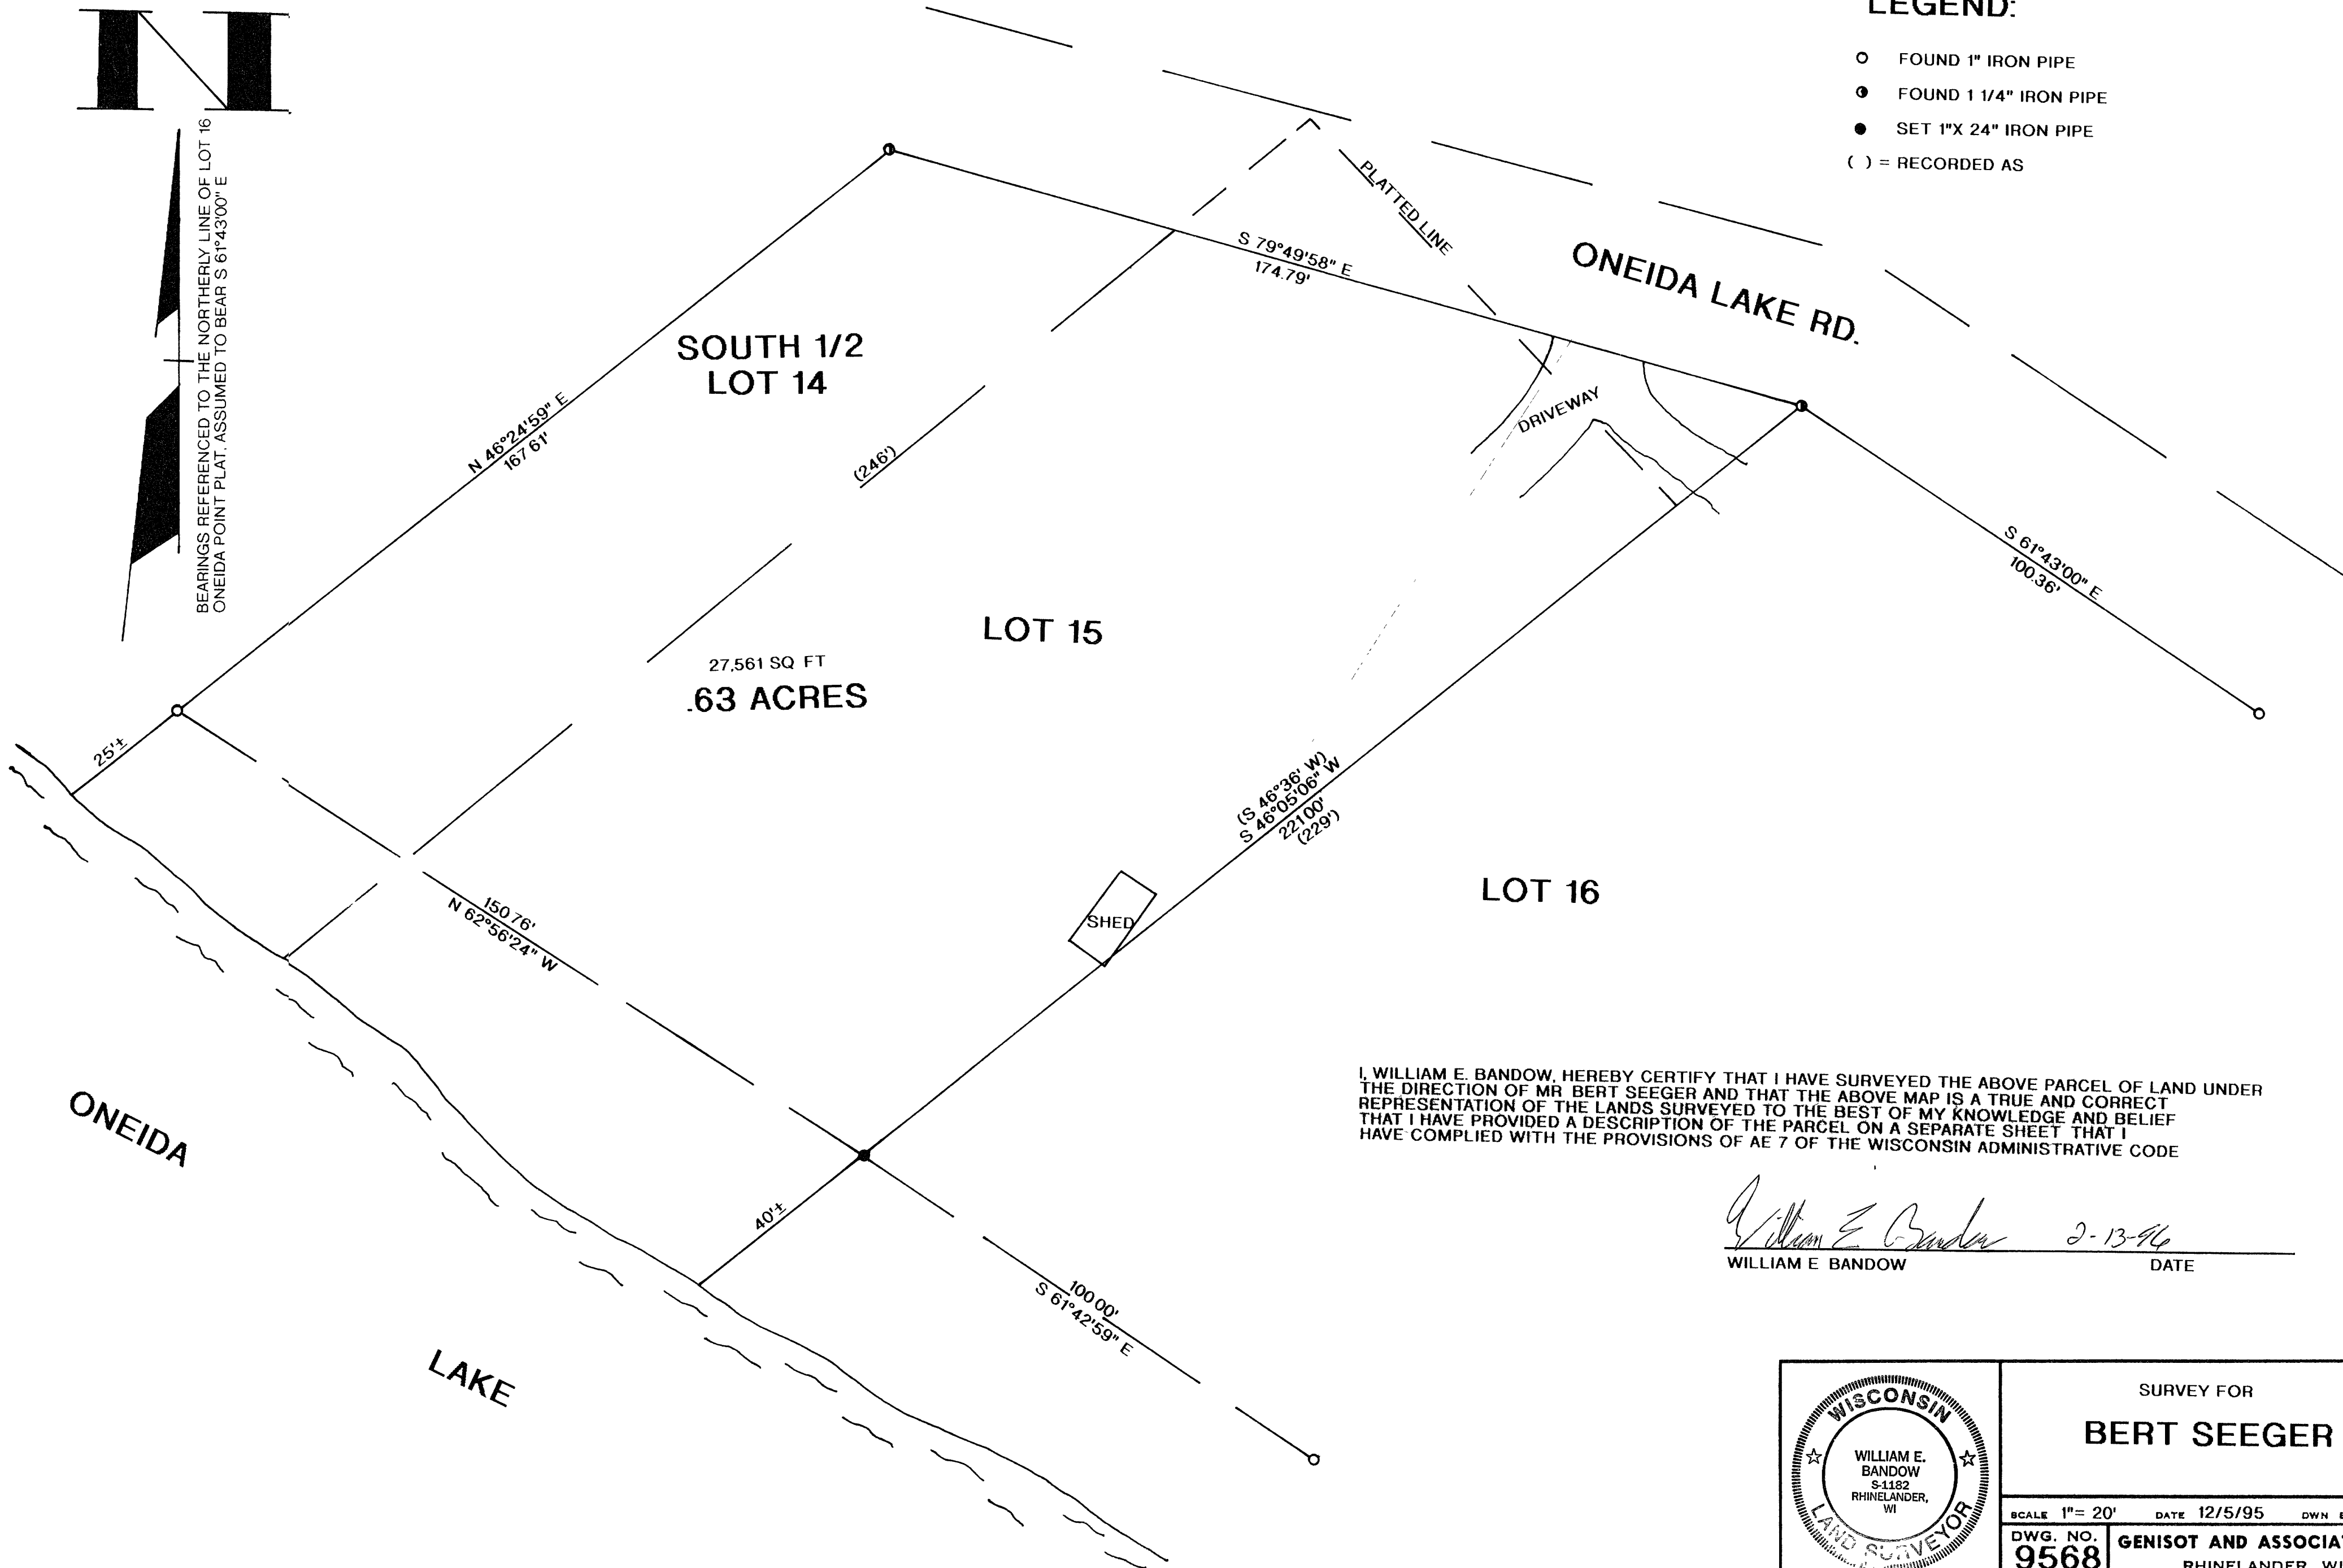 N
BEARINGS REFERENCED TO THE NORTHERLY LINE OF LOT 16
ONEIDA POINT PLAT, ASSUMED TO BEAR S 61°43'00" E
LEGEND:
FOUND 1" IRON PIPE
FOUND 1 1/4" IRON PIPE
SET 1"X 24" IRON PIPE
( ) = RECORDED AS
PLATTED LINE
ONEIDA LAKE RD.
S 79°49'58" E
174.79'
SOUTH 1/2
LOT 14
N 46°24'59" E
167 61'
(246')
DRIVEWAY
S 61°43'00" E
100.36'
LOT 15
27,561 SQ FT
.63 ACRES
25'±
(S 46°36' W)
S 46°05'06" W
221 00'
(229')
SHED
LOT 16
150 76'
N 62°56'24" W
40'±
100 00'
S 61°42'59" E
ONEIDA
LAKE
I, WILLIAM E. BANDOW, HEREBY CERTIFY THAT I HAVE SURVEYED THE ABOVE PARCEL OF LAND UNDER
THE DIRECTION OF MR BERT SEEGER AND THAT THE ABOVE MAP IS A TRUE AND CORRECT
REPRESENTATION OF THE LANDS SURVEYED TO THE BEST OF MY KNOWLEDGE AND BELIEF
THAT I HAVE PROVIDED A DESCRIPTION OF THE PARCEL ON A SEPARATE SHEET THAT I
HAVE COMPLIED WITH THE PROVISIONS OF AE 7 OF THE WISCONSIN ADMINISTRATIVE CODE
William E Bandow 2-13-96
WILLIAM E BANDOW DATE
WISCONSIN
WILLIAM E.
BANDOW
S-1182
RHINELANDER,
WI
LAND SURVEYOR
SURVEY FOR
BERT SEEGER
SCALE 1"= 20' DATE 12/5/95 DWN
DWG. NO.
9568
GENISOT AND ASSOCIA
RHINELANDER, WI